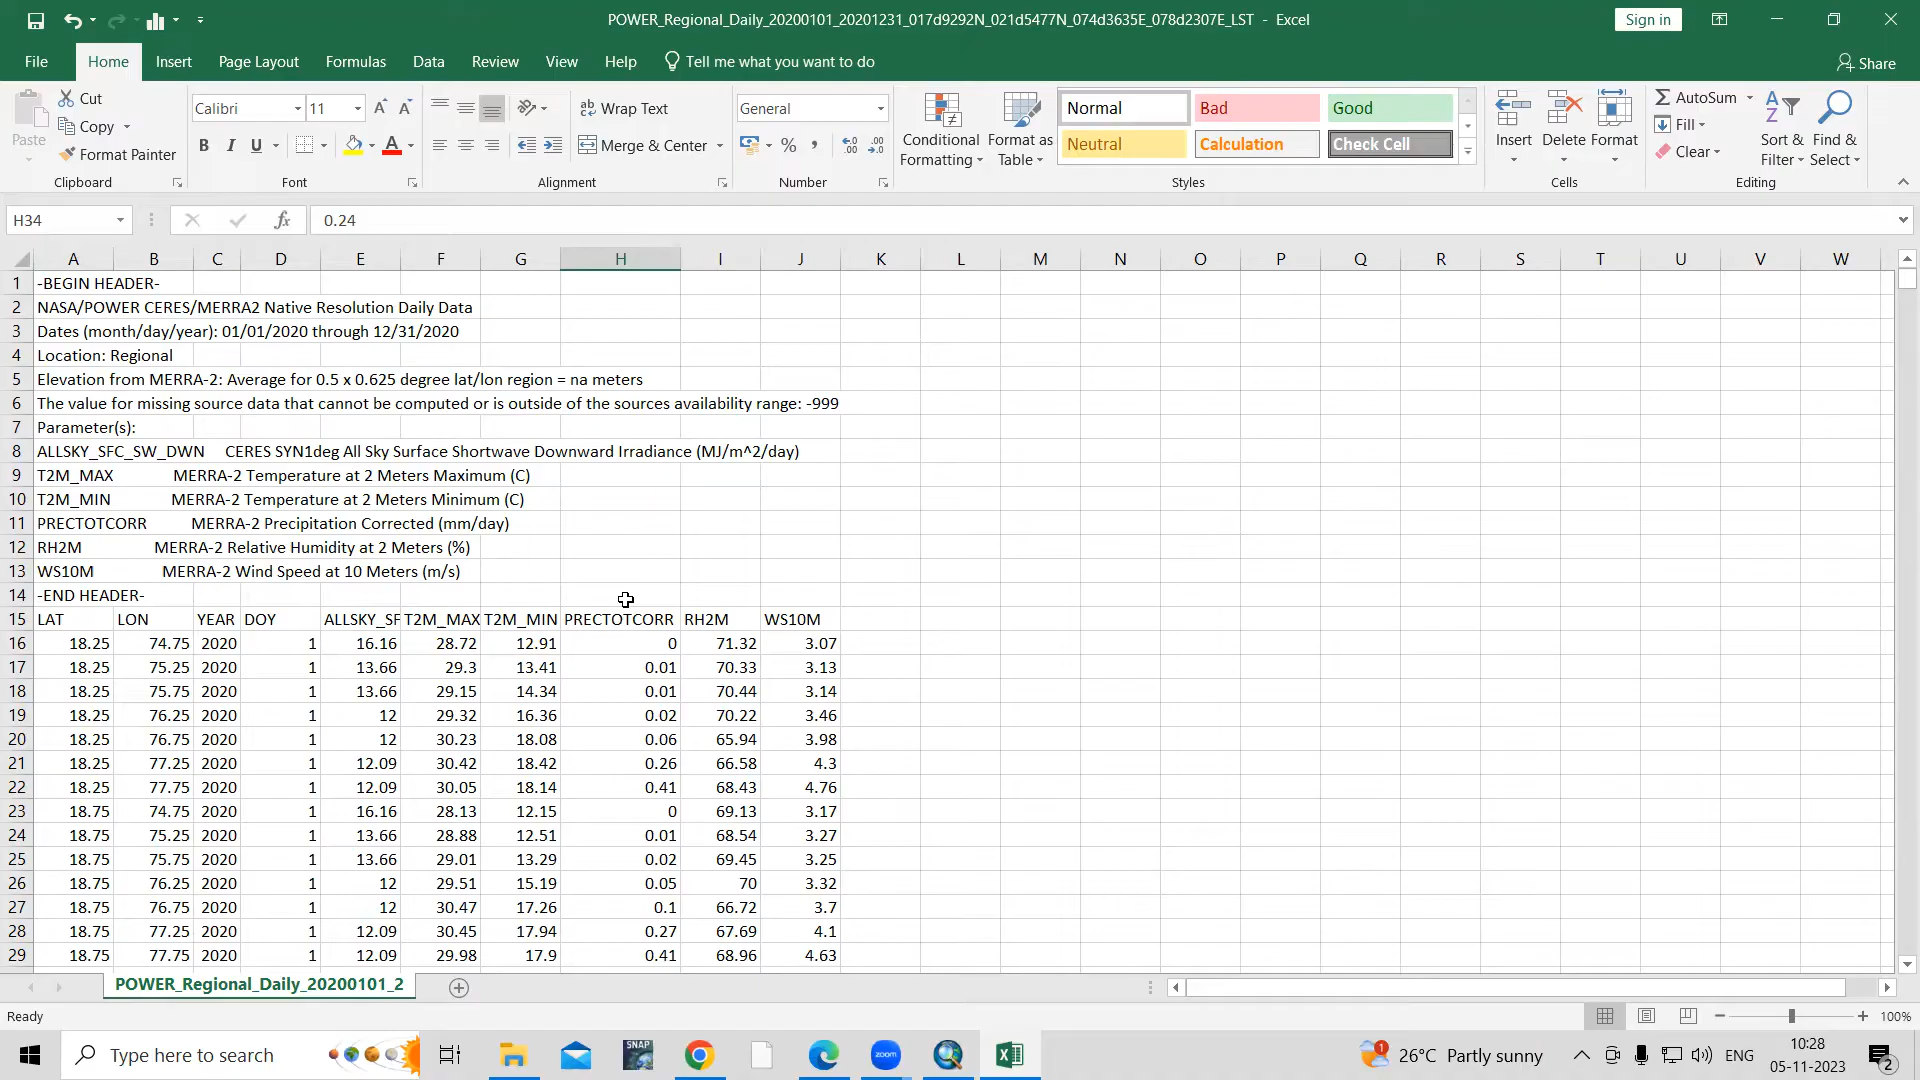 POWER_Regional_Daily_20200101_20201231_017d9292N_021d5477N_074d3635E_078d2307E_LST - Excel
Sign in
File Home Insert Page Layout Formulas Data Review View Help Tell me what you want to do Share
Paste Cut Copy Format Painter Clipboard
Calibri 11 B I U A Font
Wrap Text Merge & Center Alignment
General % Number
Conditional Formatting Format as Table
Normal Bad Good
Neutral Calculation Check Cell
Styles
Insert Delete Format Cells
AutoSum Fill Clear Sort & Filter Find & Select Editing
H34 fx 0.24
A B C D E F G H I J K L M N O P Q R S T U V W
1 -BEGIN HEADER-
2 NASA/POWER CERES/MERRA2 Native Resolution Daily Data
3 Dates (month/day/year): 01/01/2020 through 12/31/2020
4 Location: Regional
5 Elevation from MERRA-2: Average for 0.5 x 0.625 degree lat/lon region = na meters
6 The value for missing source data that cannot be computed or is outside of the sources availability range: -999
7 Parameter(s):
8 ALLSKY_SFC_SW_DWN CERES SYN1deg All Sky Surface Shortwave Downward Irradiance (MJ/m^2/day)
9 T2M_MAX MERRA-2 Temperature at 2 Meters Maximum (C)
10 T2M_MIN MERRA-2 Temperature at 2 Meters Minimum (C)
11 PRECTOTCORR MERRA-2 Precipitation Corrected (mm/day)
12 RH2M MERRA-2 Relative Humidity at 2 Meters (%)
13 WS10M MERRA-2 Wind Speed at 10 Meters (m/s)
14 -END HEADER-
15 LAT LON YEAR DOY ALLSKY_SF T2M_MAX T2M_MIN PRECTOTCORR RH2M WS10M
16 18.25 74.75 2020 1 16.16 28.72 12.91 0 71.32 3.07
17 18.25 75.25 2020 1 13.66 29.3 13.41 0.01 70.33 3.13
18 18.25 75.75 2020 1 13.66 29.15 14.34 0.01 70.44 3.14
19 18.25 76.25 2020 1 12 29.32 16.36 0.02 70.22 3.46
20 18.25 76.75 2020 1 12 30.23 18.08 0.06 65.94 3.98
21 18.25 77.25 2020 1 12.09 30.42 18.42 0.26 66.58 4.3
22 18.25 77.75 2020 1 12.09 30.05 18.14 0.41 68.43 4.76
23 18.75 74.75 2020 1 16.16 28.13 12.15 0 69.13 3.17
24 18.75 75.25 2020 1 13.66 28.88 12.51 0.01 68.54 3.27
25 18.75 75.75 2020 1 13.66 29.01 13.29 0.02 69.45 3.25
26 18.75 76.25 2020 1 12 29.51 15.19 0.05 70 3.32
27 18.75 76.75 2020 1 12 30.47 17.26 0.1 66.72 3.7
28 18.75 77.25 2020 1 12.09 30.45 17.94 0.27 67.69 4.1
29 18.75 77.75 2020 1 12.09 29.98 17.9 0.41 68.96 4.63
POWER_Regional_Daily_20200101_2
Ready 100%
Type here to search SNAP zoom 1 26°C Partly sunny ENG 10:28
05-11-2023 2